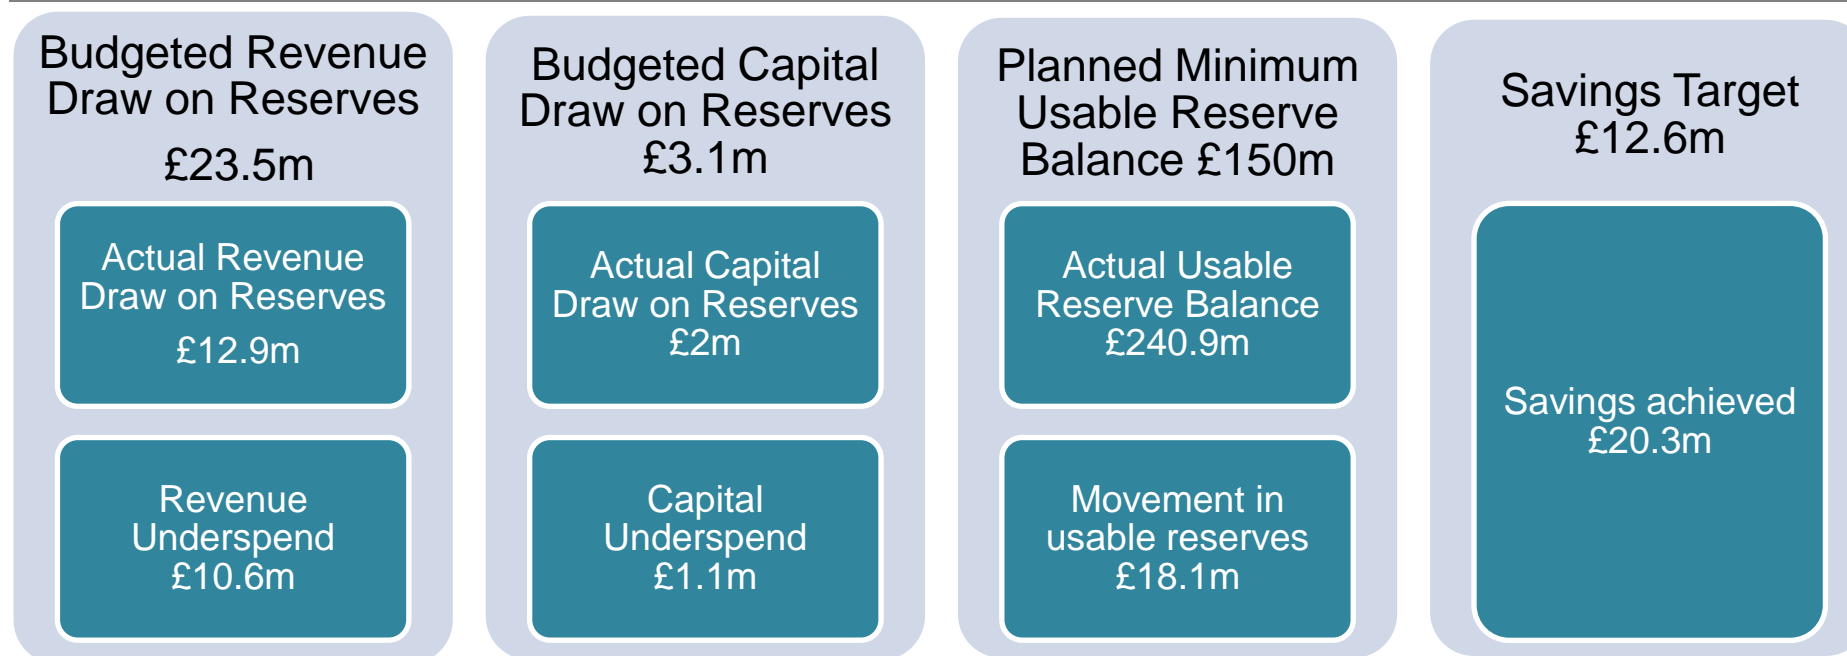 Budgeted Revenue
Draw on Reserves
£23.5m
Actual Revenue
Draw on Reserves
£12.9m
Revenue
Underspend
£10.6m
Budgeted Capital
Draw on Reserves
£3.1m
Actual Capital
Draw on Reserves
£2m
Capital
Underspend
£1.1m
Planned Minimum
Usable Reserve
Balance £150m
Actual Usable
Reserve Balance
£240.9m
Movement in
usable reserves
£18.1m
Savings Target
£12.6m
Savings achieved
£20.3m